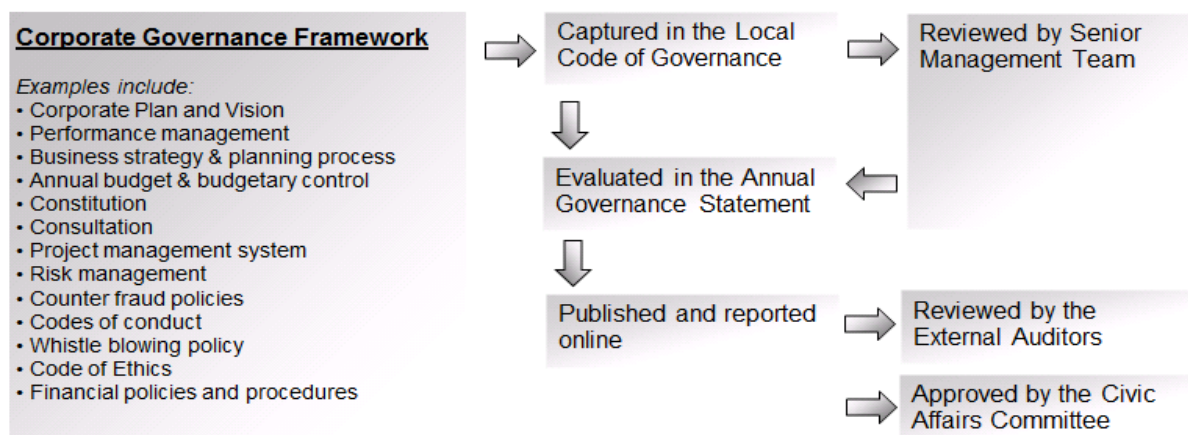 Corporate Governance Framework
Examples include:
• Corporate Plan and Vision
• Performance management
• Business strategy & planning process
• Annual budget & budgetary control
• Constitution
• Consultation
• Project management system
• Risk management
• Counter fraud policies
• Codes of conduct
• Whistle blowing policy
• Code of Ethics
• Financial policies and procedures
Captured in the Local
Code of Governance
Reviewed by Senior
Management Team
Evaluated in the Annual
Governance Statement
Published and reported
online
Reviewed by the
External Auditors
Approved by the Civic
Affairs Committee